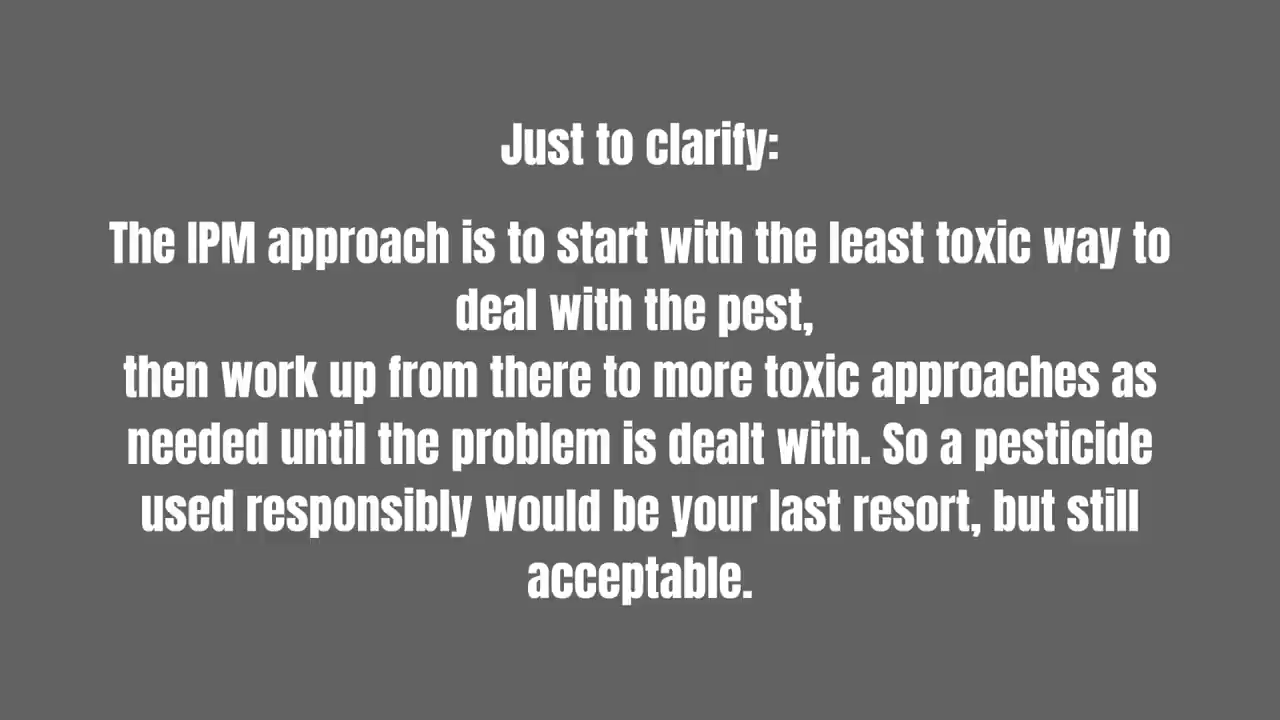 Just to clarify:
The IPM approach is to start with the least toxic way to
deal with the pest,
then work up from there to more toxic approaches as
needed until the problem is dealt with. So a pesticide
used responsibly would be your last resort, but still
acceptable.